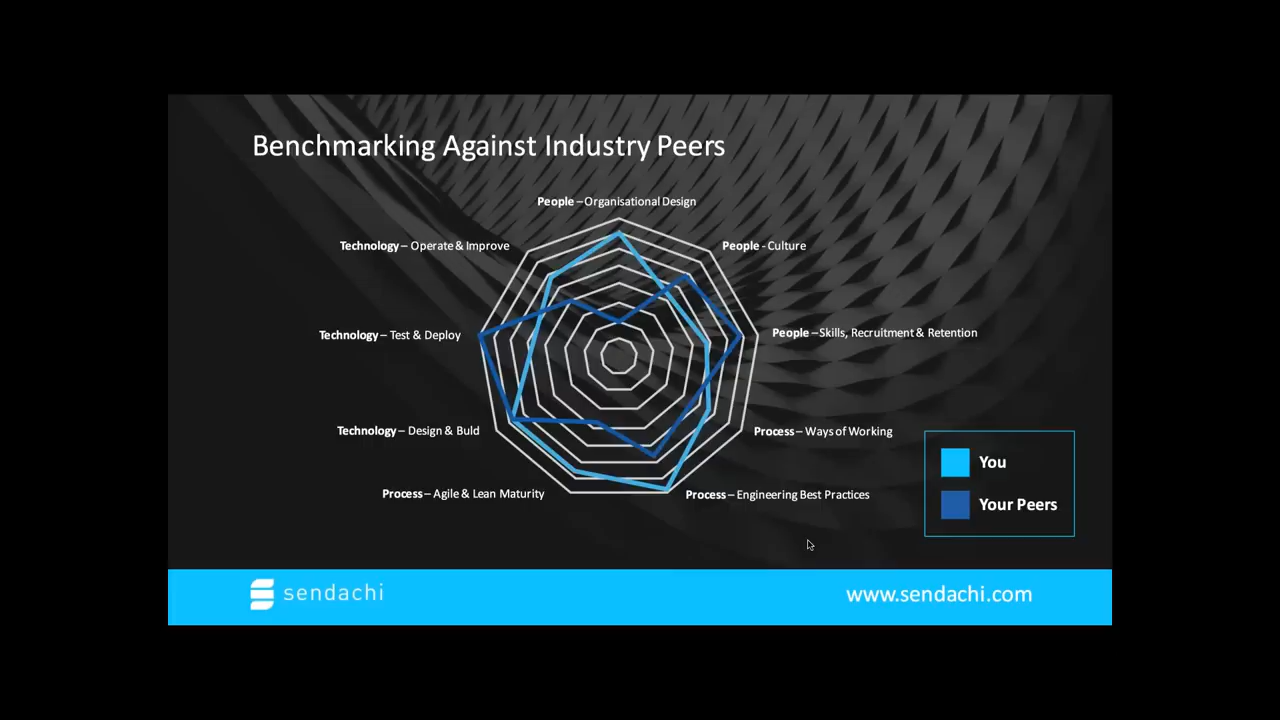 Benchmarking Against Industry Peers
People – Organisational Design
Technology – Operate & Improve
People - Culture
Technology – Test & Deploy
People – Skills, Recruitment & Retention
Technology – Design & Buld
Process – Ways of Working
Process – Agile & Lean Maturity
Process – Engineering Best Practices
You
Your Peers
sendachi
www.sendachi.com